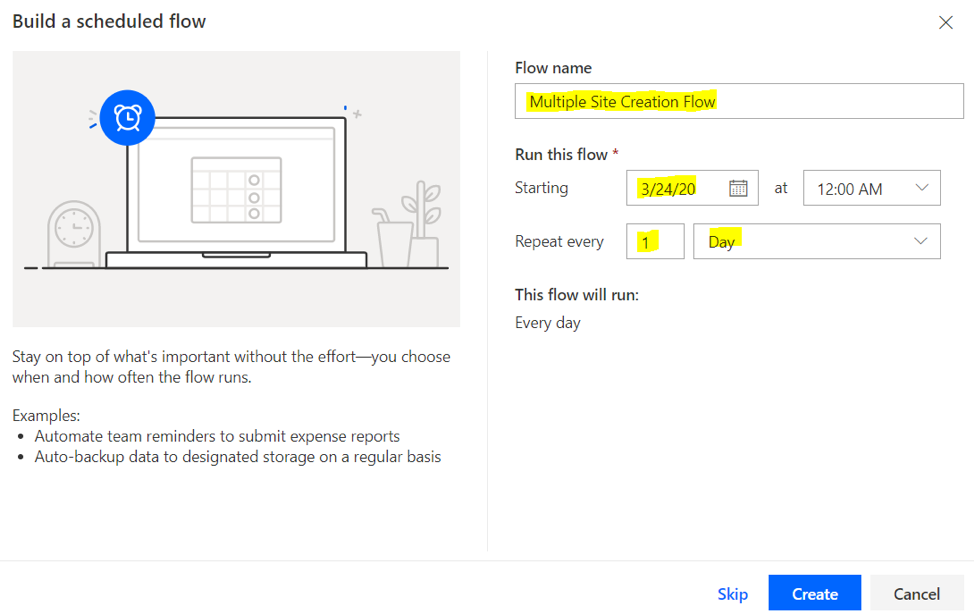 Build a scheduled flow
Stay on top of what's important without the effort—you choose
when and how often the flow runs.
Examples:
• Automate team reminders to submit expense reports
• Auto-backup data to designated storage on a regular basis
Flow name
Multiple Site Creation Flow
Run this flow *
Starting 3/24/20 at 12:00 AM
Repeat every 1 Day
This flow will run:
Every day
Skip Create Cancel